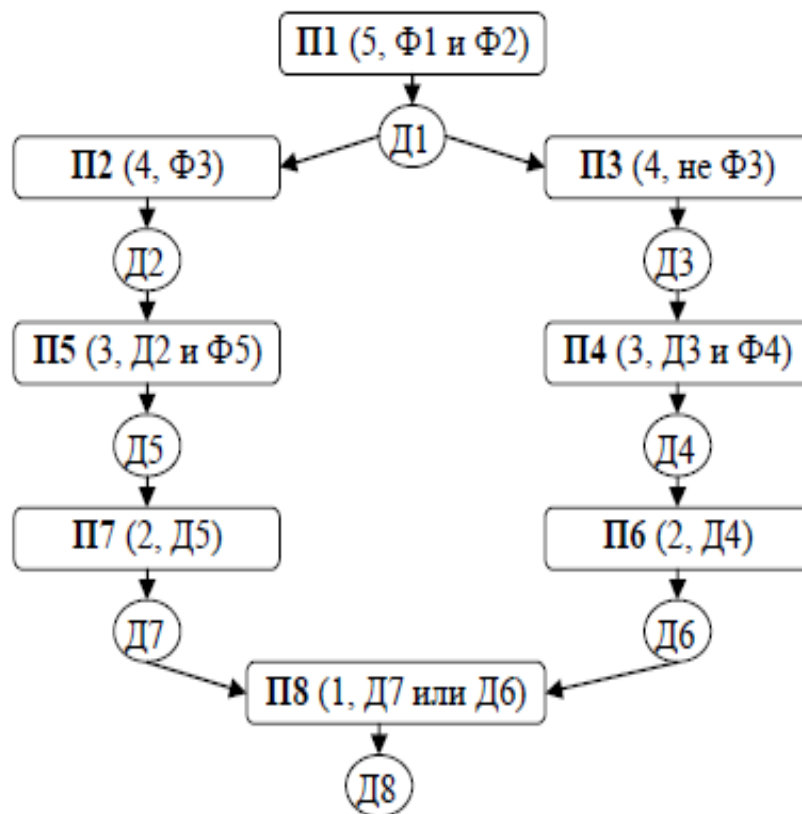 П1 (5, Ф1 и Ф2)
Д1
П2 (4, Ф3)
П3 (4, не Ф3)
Д2
Д3
П5 (3, Д2 и Ф5)
П4 (3, Д3 и Ф4)
Д5
Д4
П7 (2, Д5)
П6 (2, Д4)
Д7
Д6
П8 (1, Д7 или Д6)
Д8